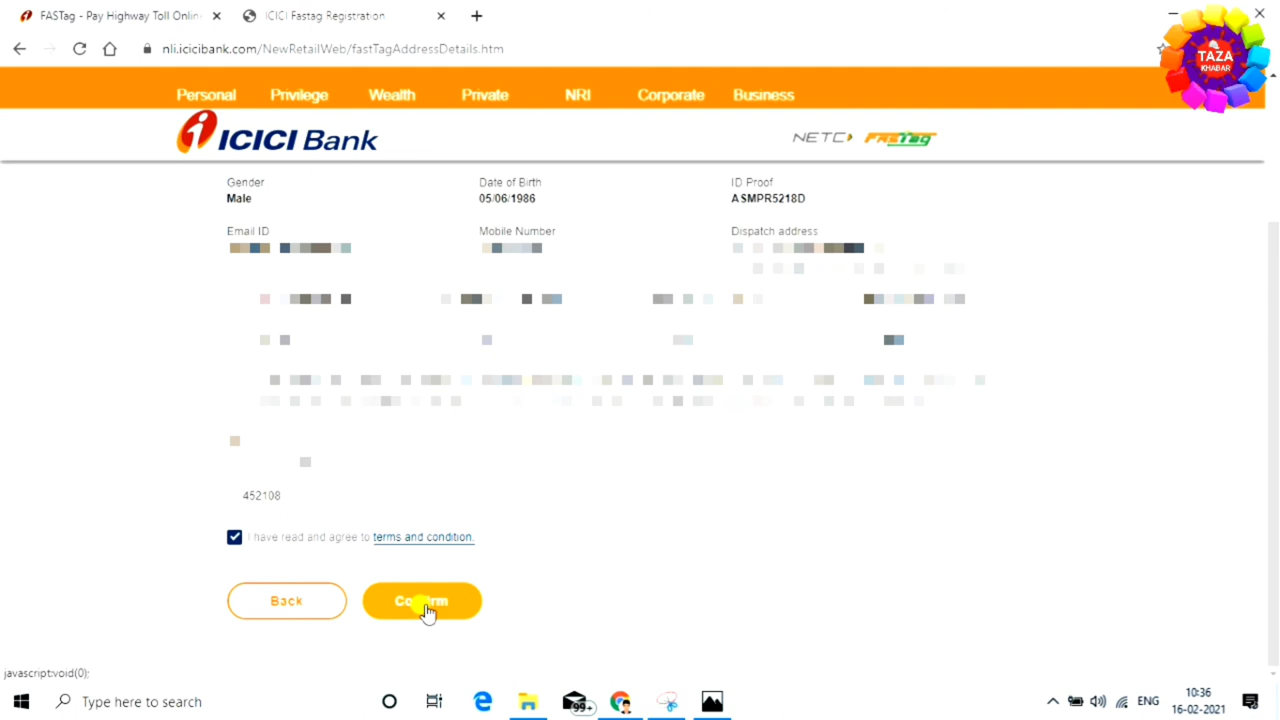 FASTag - Pay Highway Toll Onlin
ICICI Fastag Registration
nli.icicibank.com/NewRetailWeb/fastTagAddressDetails.htm
TAZA
KHABAR
Personal Privilege Wealth Private NRI Corporate Business
ICICI Bank
NETC FASTag
Gender Date of Birth ID Proof
Male 05/06/1986 ASMPR5218D
Email ID Mobile Number Dispatch address
452108
I have read and agree to terms and condition.
Back Confirm
javascript:void(0);
Type here to search
99+
ENG
10:36
16-02-2021